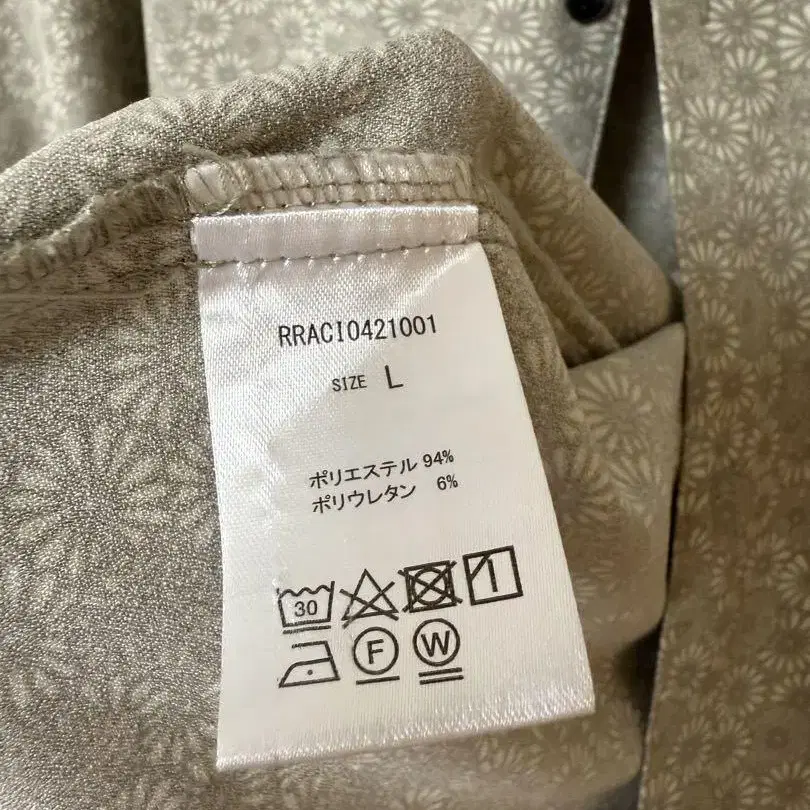 RRACI0421001
SIZE L
ポリエステル 94%
ポリウレタン 6%
30
F W